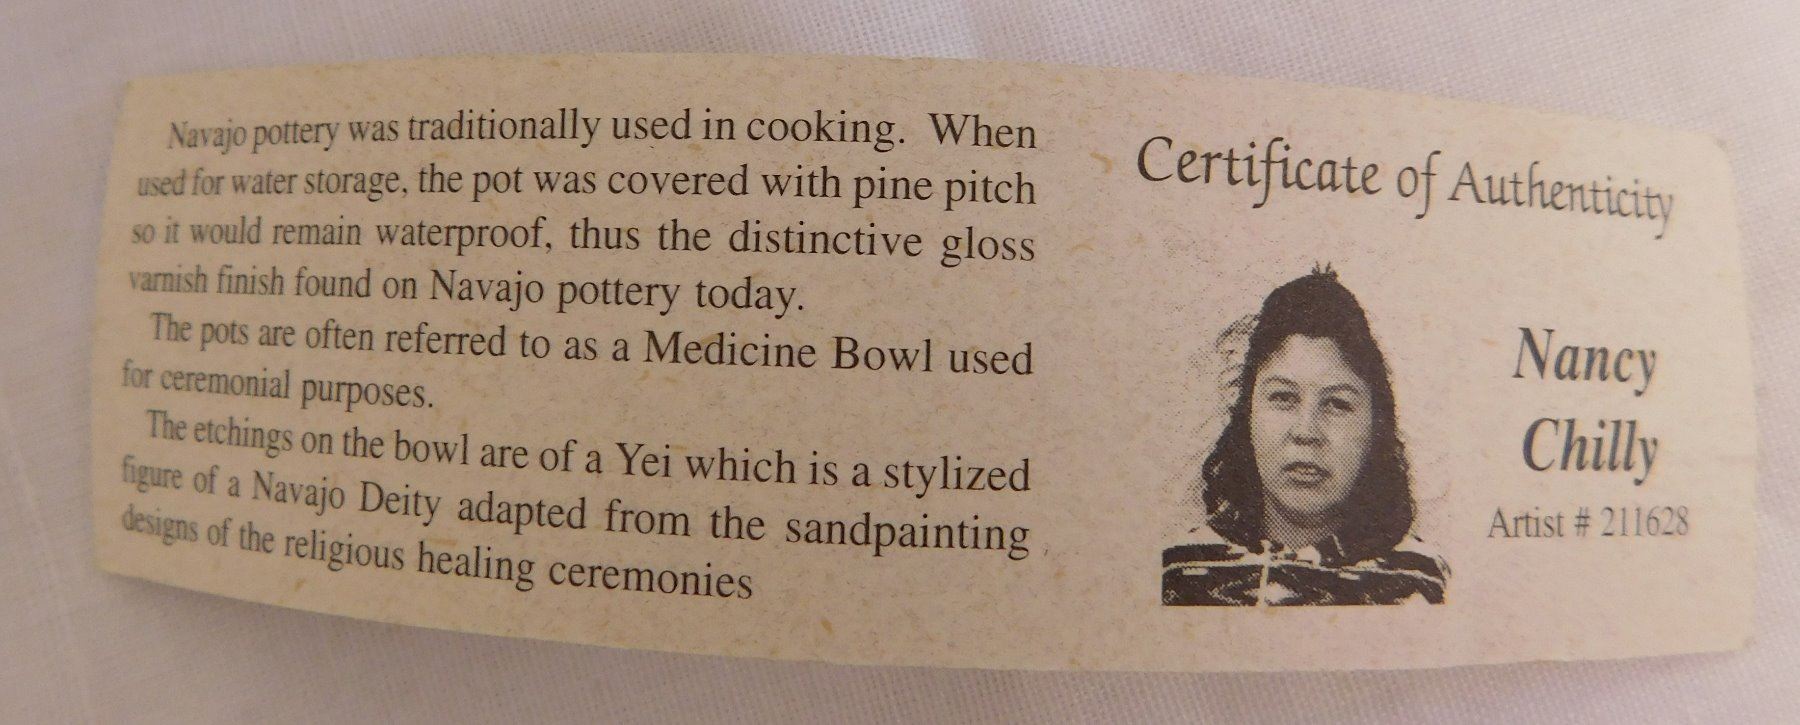 Navajo pottery was traditionally used in cooking. When
used for water storage, the pot was covered with pine pitch
so it would remain waterproof, thus the distinctive gloss
varnish finish found on Navajo pottery today.
The pots are often referred to as a Medicine Bowl used
for ceremonial purposes.
The etchings on the bowl are of a Yei which is a stylized
figure of a Navajo Deity adapted from the sandpainting
designs of the religious healing ceremonies
Certificate of Authenticity
Nancy
Chilly
Artist # 211628